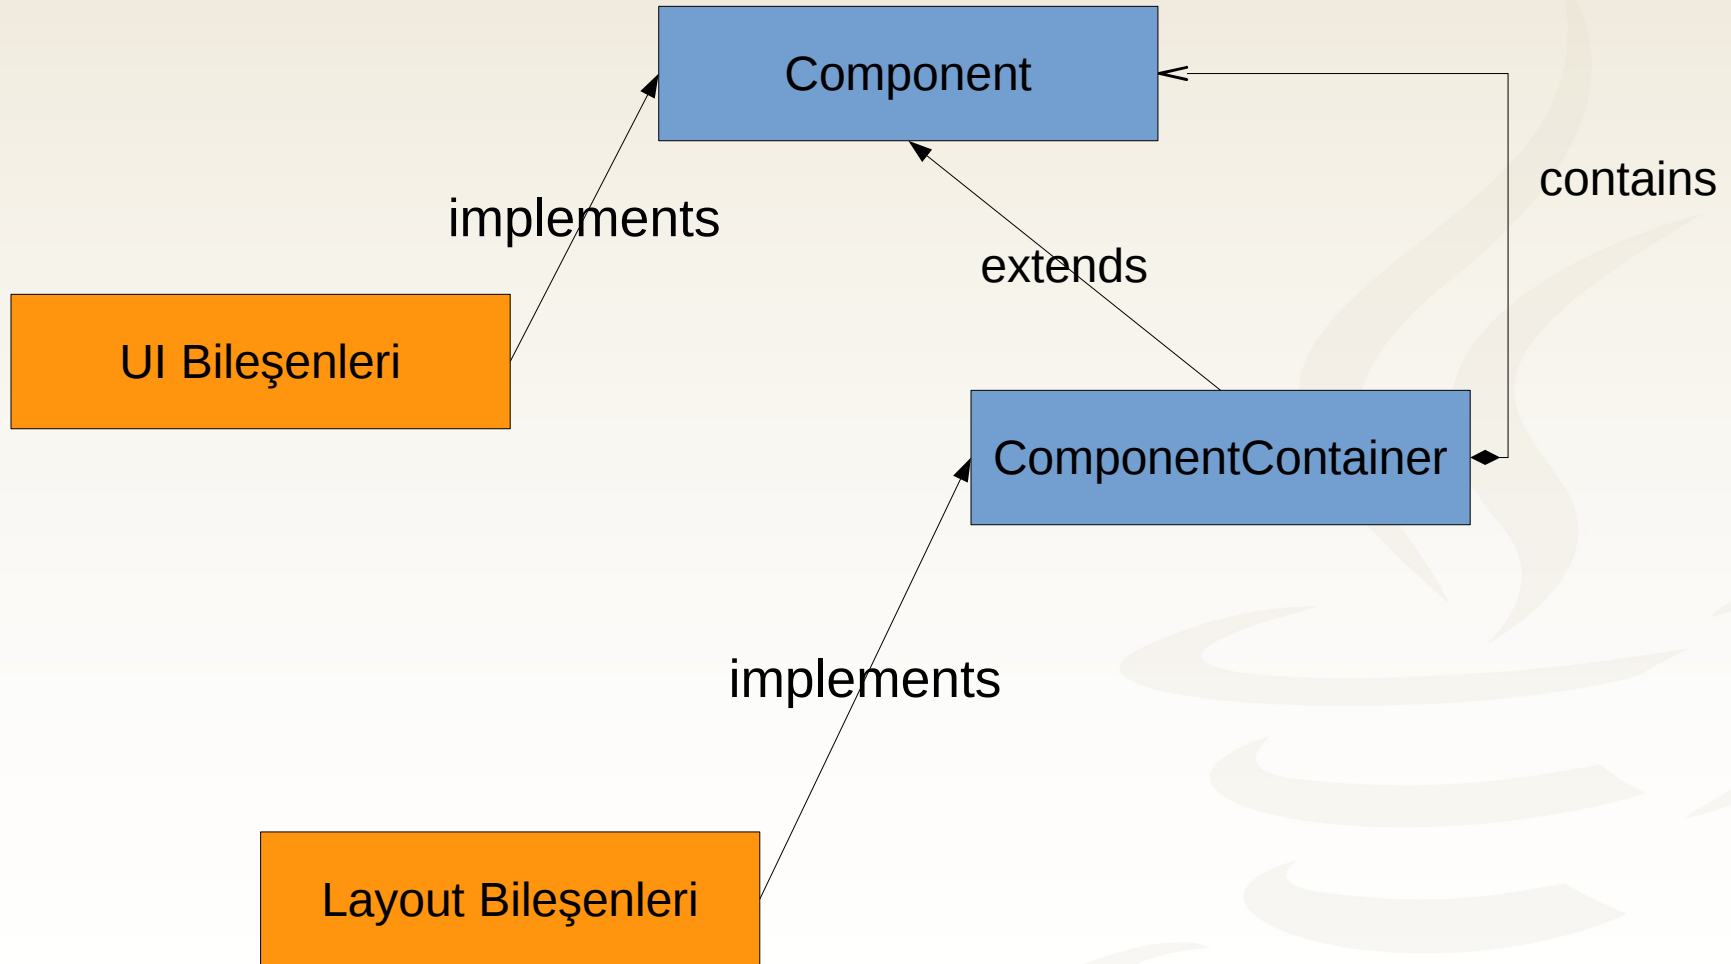 Component
contains
implements
extends
UI Bileşenleri
ComponentContainer
implements
Layout Bileşenleri